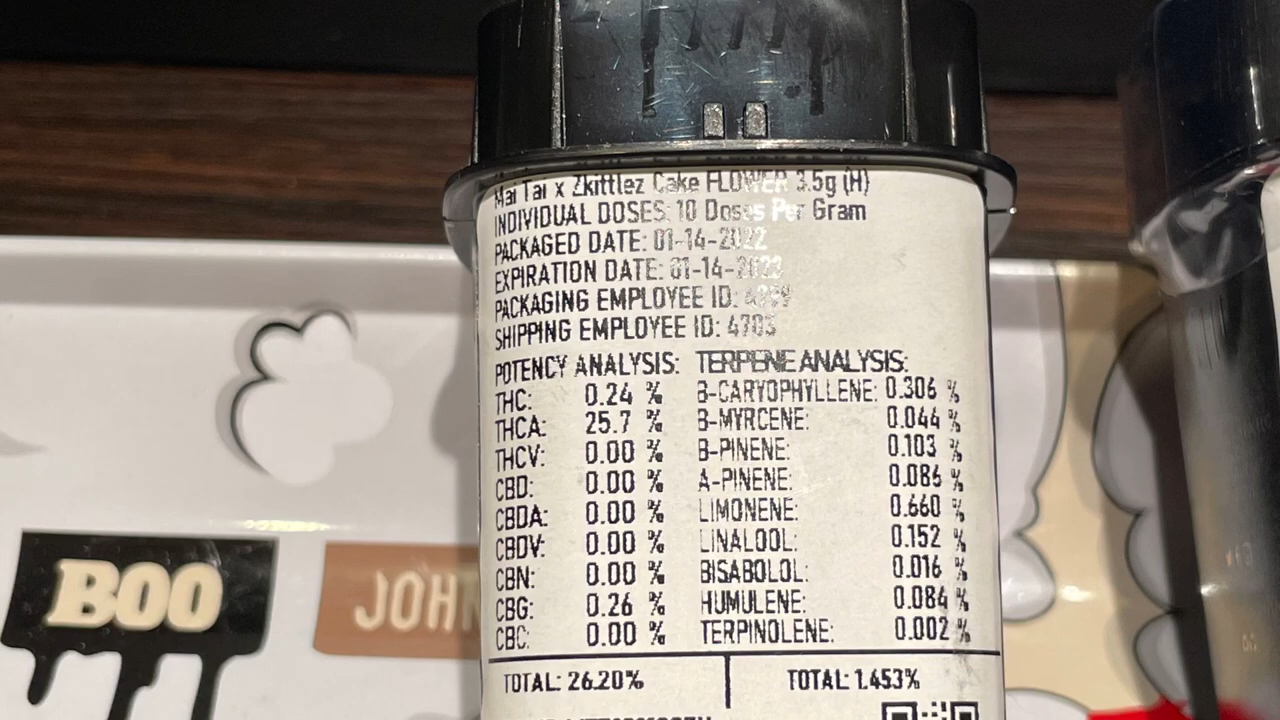 Mai Tai x Zkittlez Cake FLOWER 3.5g (H)
INDIVIDUAL DOSES: 10 Doses Per Gram
PACKAGED DATE: 01-14-2022
EXPIRATION DATE: 01-14-2023
PACKAGING EMPLOYEE ID:
SHIPPING EMPLOYEE ID: 4703
POTENCY ANALYSIS: TERPENE ANALYSIS:
THC: 0.24 % B-CARYOPHYLLENE: 0.306 %
THCA: 25.7 % B-MYRCENE: 0.044 %
THCV: 0.00 % B-PINENE: 0.103 %
CBD: 0.00 % A-PINENE: 0.086 %
CBDA: 0.00 % LIMONENE: 0.660 %
CBDV: 0.00 % LINALOOL: 0.152 %
CBN: 0.00 % BISABOLOL: 0.016 %
CBG: 0.26 % HUMULENE: 0.084 %
CBC: 0.00 % TERPINOLENE: 0.002 %
TOTAL: 26.20% TOTAL: 1.453%
BOO
JOHN